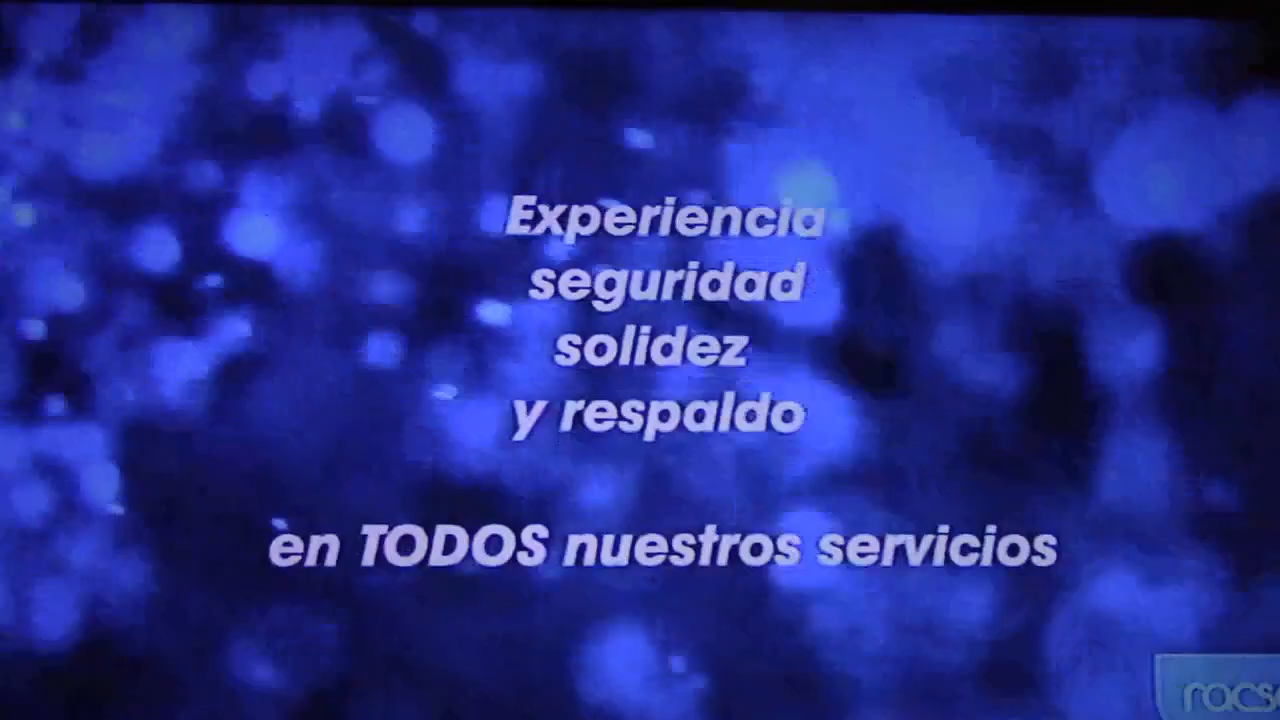 Experiencia
seguridad
solidez
y respaldo
en TODOS nuestros servicios